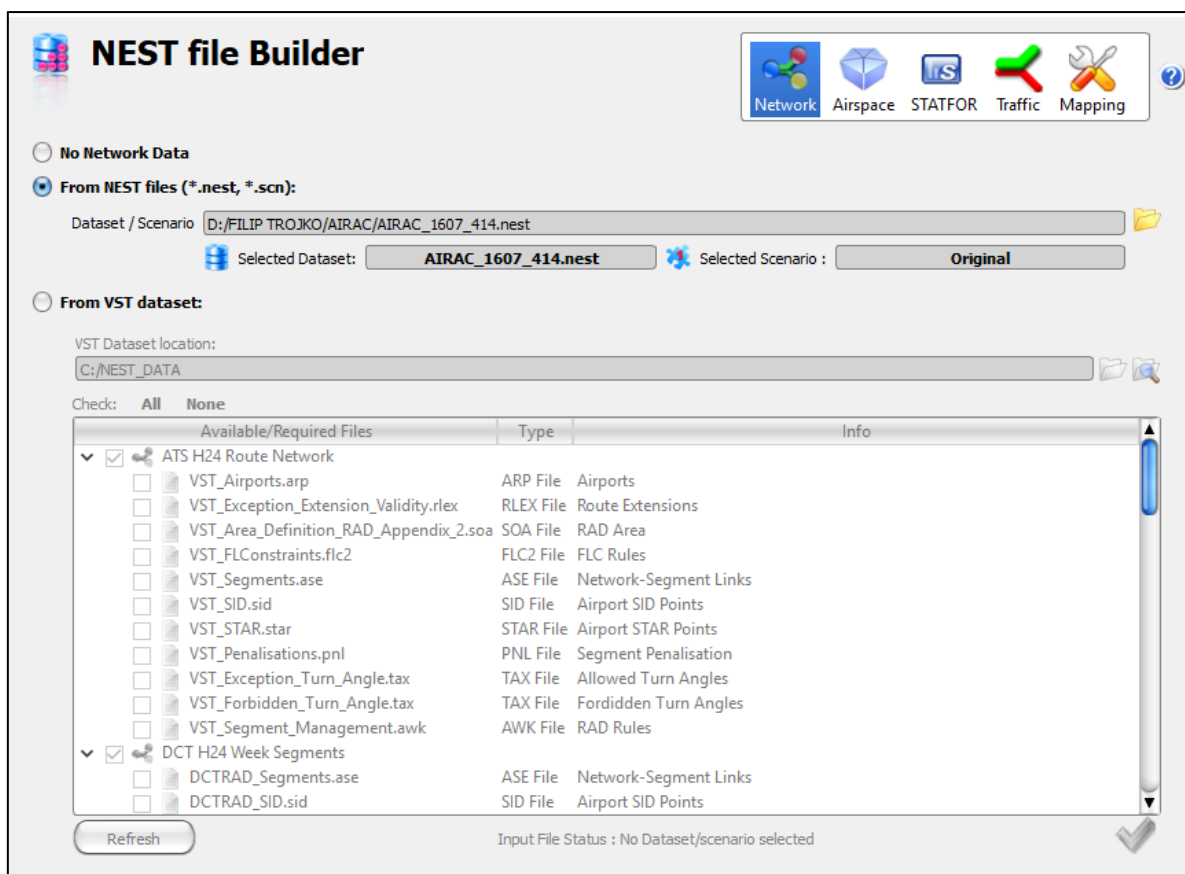 NEST file Builder
Network Airspace STATFOR Traffic Mapping
No Network Data
From NEST files (*.nest, *.scn):
Dataset / Scenario D:/FILIP TROJKO/AIRAC/AIRAC_1607_414.nest
Selected Dataset: AIRAC_1607_414.nest Selected Scenario : Original
From VST dataset:
VST Dataset location:
C:/NEST_DATA
Check: All None
Available/Required Files Type Info
ATS H24 Route Network
VST_Airports.arp ARP File Airports
VST_Exception_Extension_Validity.rlex RLEX File Route Extensions
VST_Area_Definition_RAD_Appendix_2.soa SOA File RAD Area
VST_FLConstraints.flc2 FLC2 File FLC Rules
VST_Segments.ase ASE File Network-Segment Links
VST_SID.sid SID File Airport SID Points
VST_STAR.star STAR File Airport STAR Points
VST_Penalisations.pnl PNL File Segment Penalisation
VST_Exception_Turn_Angle.tax TAX File Allowed Turn Angles
VST_Forbidden_Turn_Angle.tax TAX File Fordidden Turn Angles
VST_Segment_Management.awk AWK File RAD Rules
DCT H24 Week Segments
DCTRAD_Segments.ase ASE File Network-Segment Links
DCTRAD_SID.sid SID File Airport SID Points
Refresh Input File Status : No Dataset/scenario selected